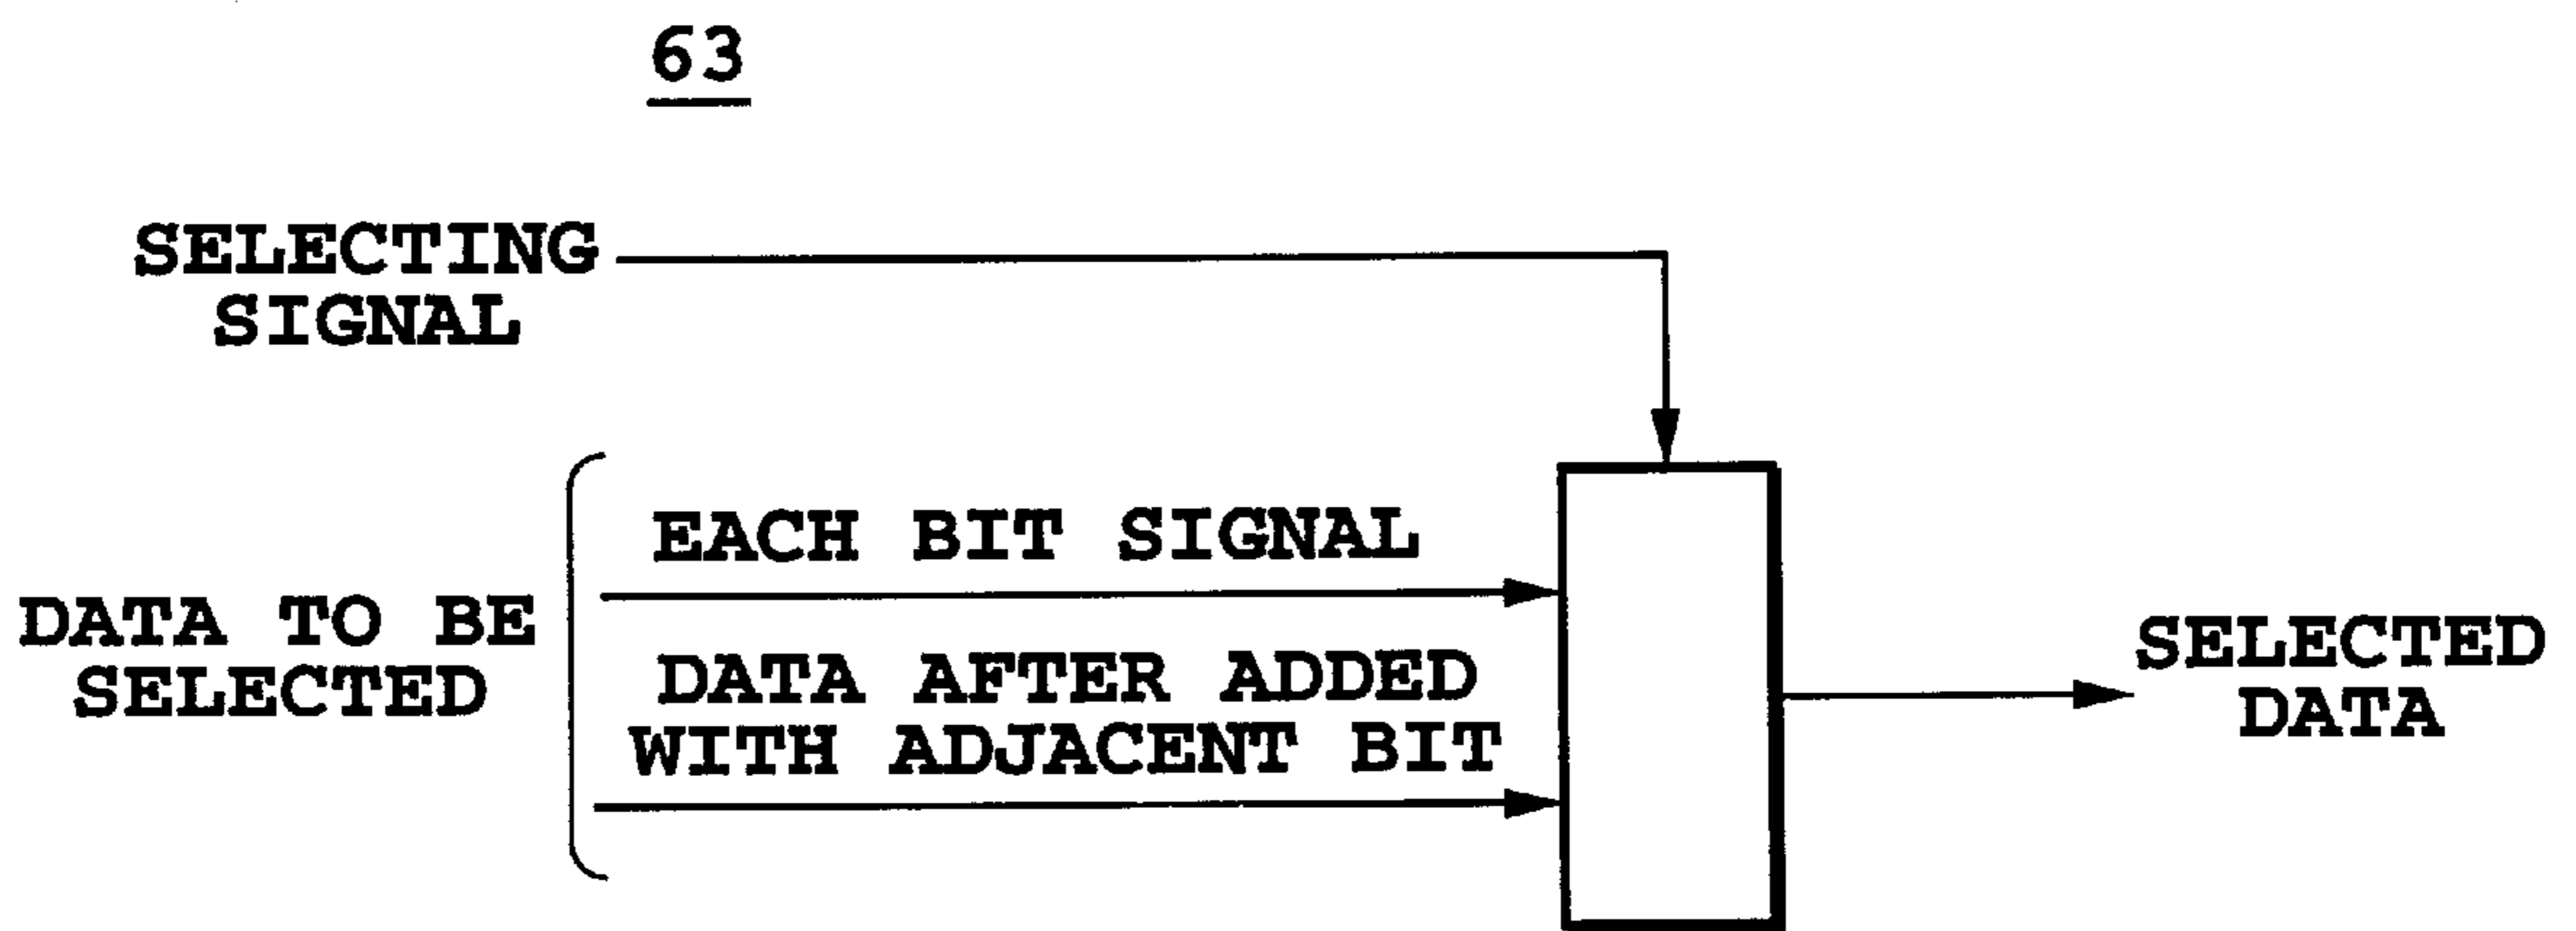 63
SELECTING
SIGNAL
EACH BIT SIGNAL
DATA TO BE
SELECTED
DATA AFTER ADDED
WITH ADJACENT BIT
SELECTED
DATA